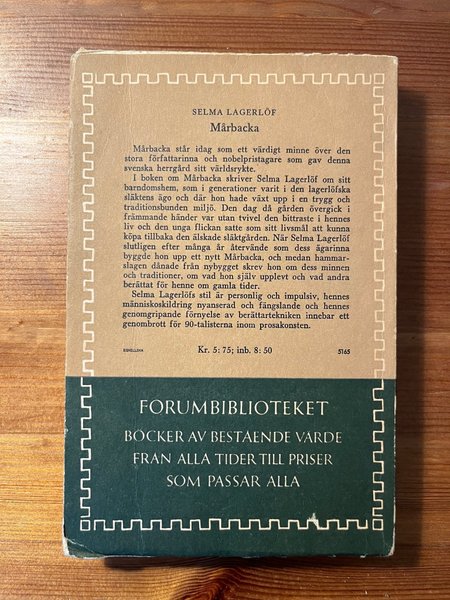 SELMA LAGERLÖF
Mårbacka
Mårbacka står idag som ett värdigt minne över den
stora författarinna och nobelpristagare som gav denna
svenska herrgård sitt världsrykte.
I boken om Mårbacka skriver Selma Lagerlöf om sitt
barndomshem, som i generationer varit i den lagerlöfska
släktens ägo och där hon hade växt upp i en trygg och
traditionsbunden miljö. Den dag då gården övergick i
främmande händer var utan tvivel den bittraste i hennes
liv och den unga flickan satte som sitt livsmål att kunna
köpa tillbaka den älskade släktgården. När Selma Lagerlöf
slutligen efter många år återvände som dess ägarinna
byggde hon upp ett nytt Mårbacka, och medan hammar-
slagen dånade från nybygget skrev hon om dess minnen
och traditioner, om vad hon själv upplevt och vad andra
berättat för henne om gamla tider.
Selma Lagerlöfs stil är personlig och impulsiv, hennes
människoskildring nyanserad och fängslande och hennes
genomgripande förnyelse av berättartekniken innebar ett
genombrott för 90-talisterna inom prosakonsten.
ESSELLSKA Kr. 5:75; inb. 8:50 5165
FORUMBIBLIOTEKET
BÖCKER AV BESTÅENDE VÄRDE
FRÅN ALLA TIDER TILL PRISER
SOM PASSAR ALLA